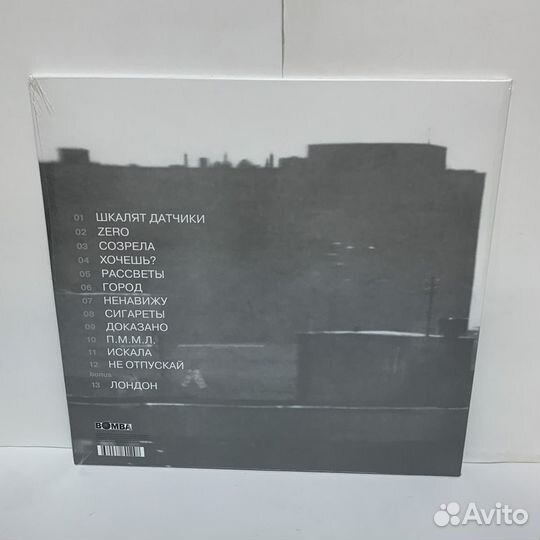 01 ШКАЛЯТ ДАТЧИКИ
02 ZERO
03 СОЗРЕЛА
04 ХОЧЕШЬ?
05 РАССВЕТЫ
06 ГОРОД
07 НЕНАВИЖУ
08 СИГАРЕТЫ
09 ДОКАЗАНО
10 П.М.М.Л.
11 ИСКАЛА
12 НЕ ОТПУСКАЙ
bonus
13 ЛОНДОН
BOMBA
Avito